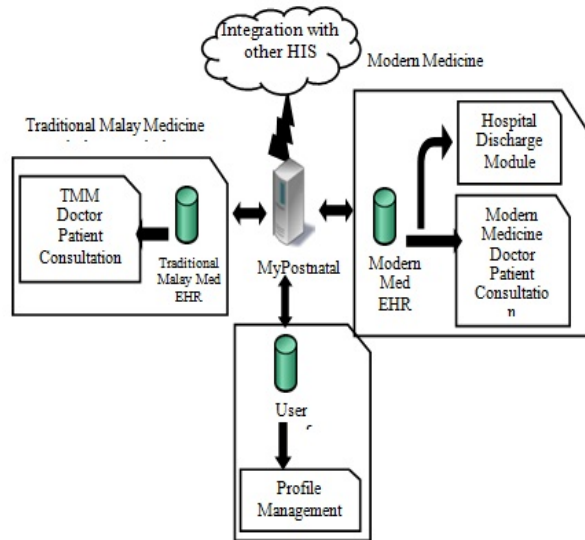 Integration with
other HIS
Modern Medicine
Traditional Malay Medicine
Hospital
Discharge
Module
TMM
Doctor
Patient
Consultation
Traditional
Malay Med
EHR
MyPostnatal
Modern
Med
EHR
Modern
Medicine
Doctor
Patient
Consultatio
n
User
Profile
Management